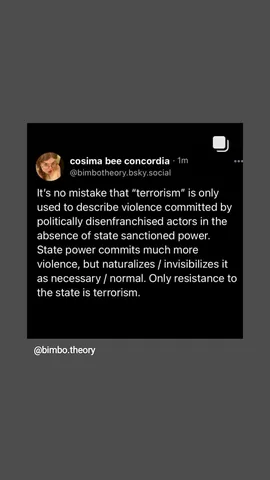 cosima bee concordia · 1m
@bimbotheory.bsky.social
It's no mistake that “terrorism” is only
used to describe violence committed by
politically disenfranchised actors in the
absence of state sanctioned power.
State power commits much more
violence, but naturalizes / invisibilizes it
as necessary / normal. Only resistance to
the state is terrorism.
@bimbo.theory